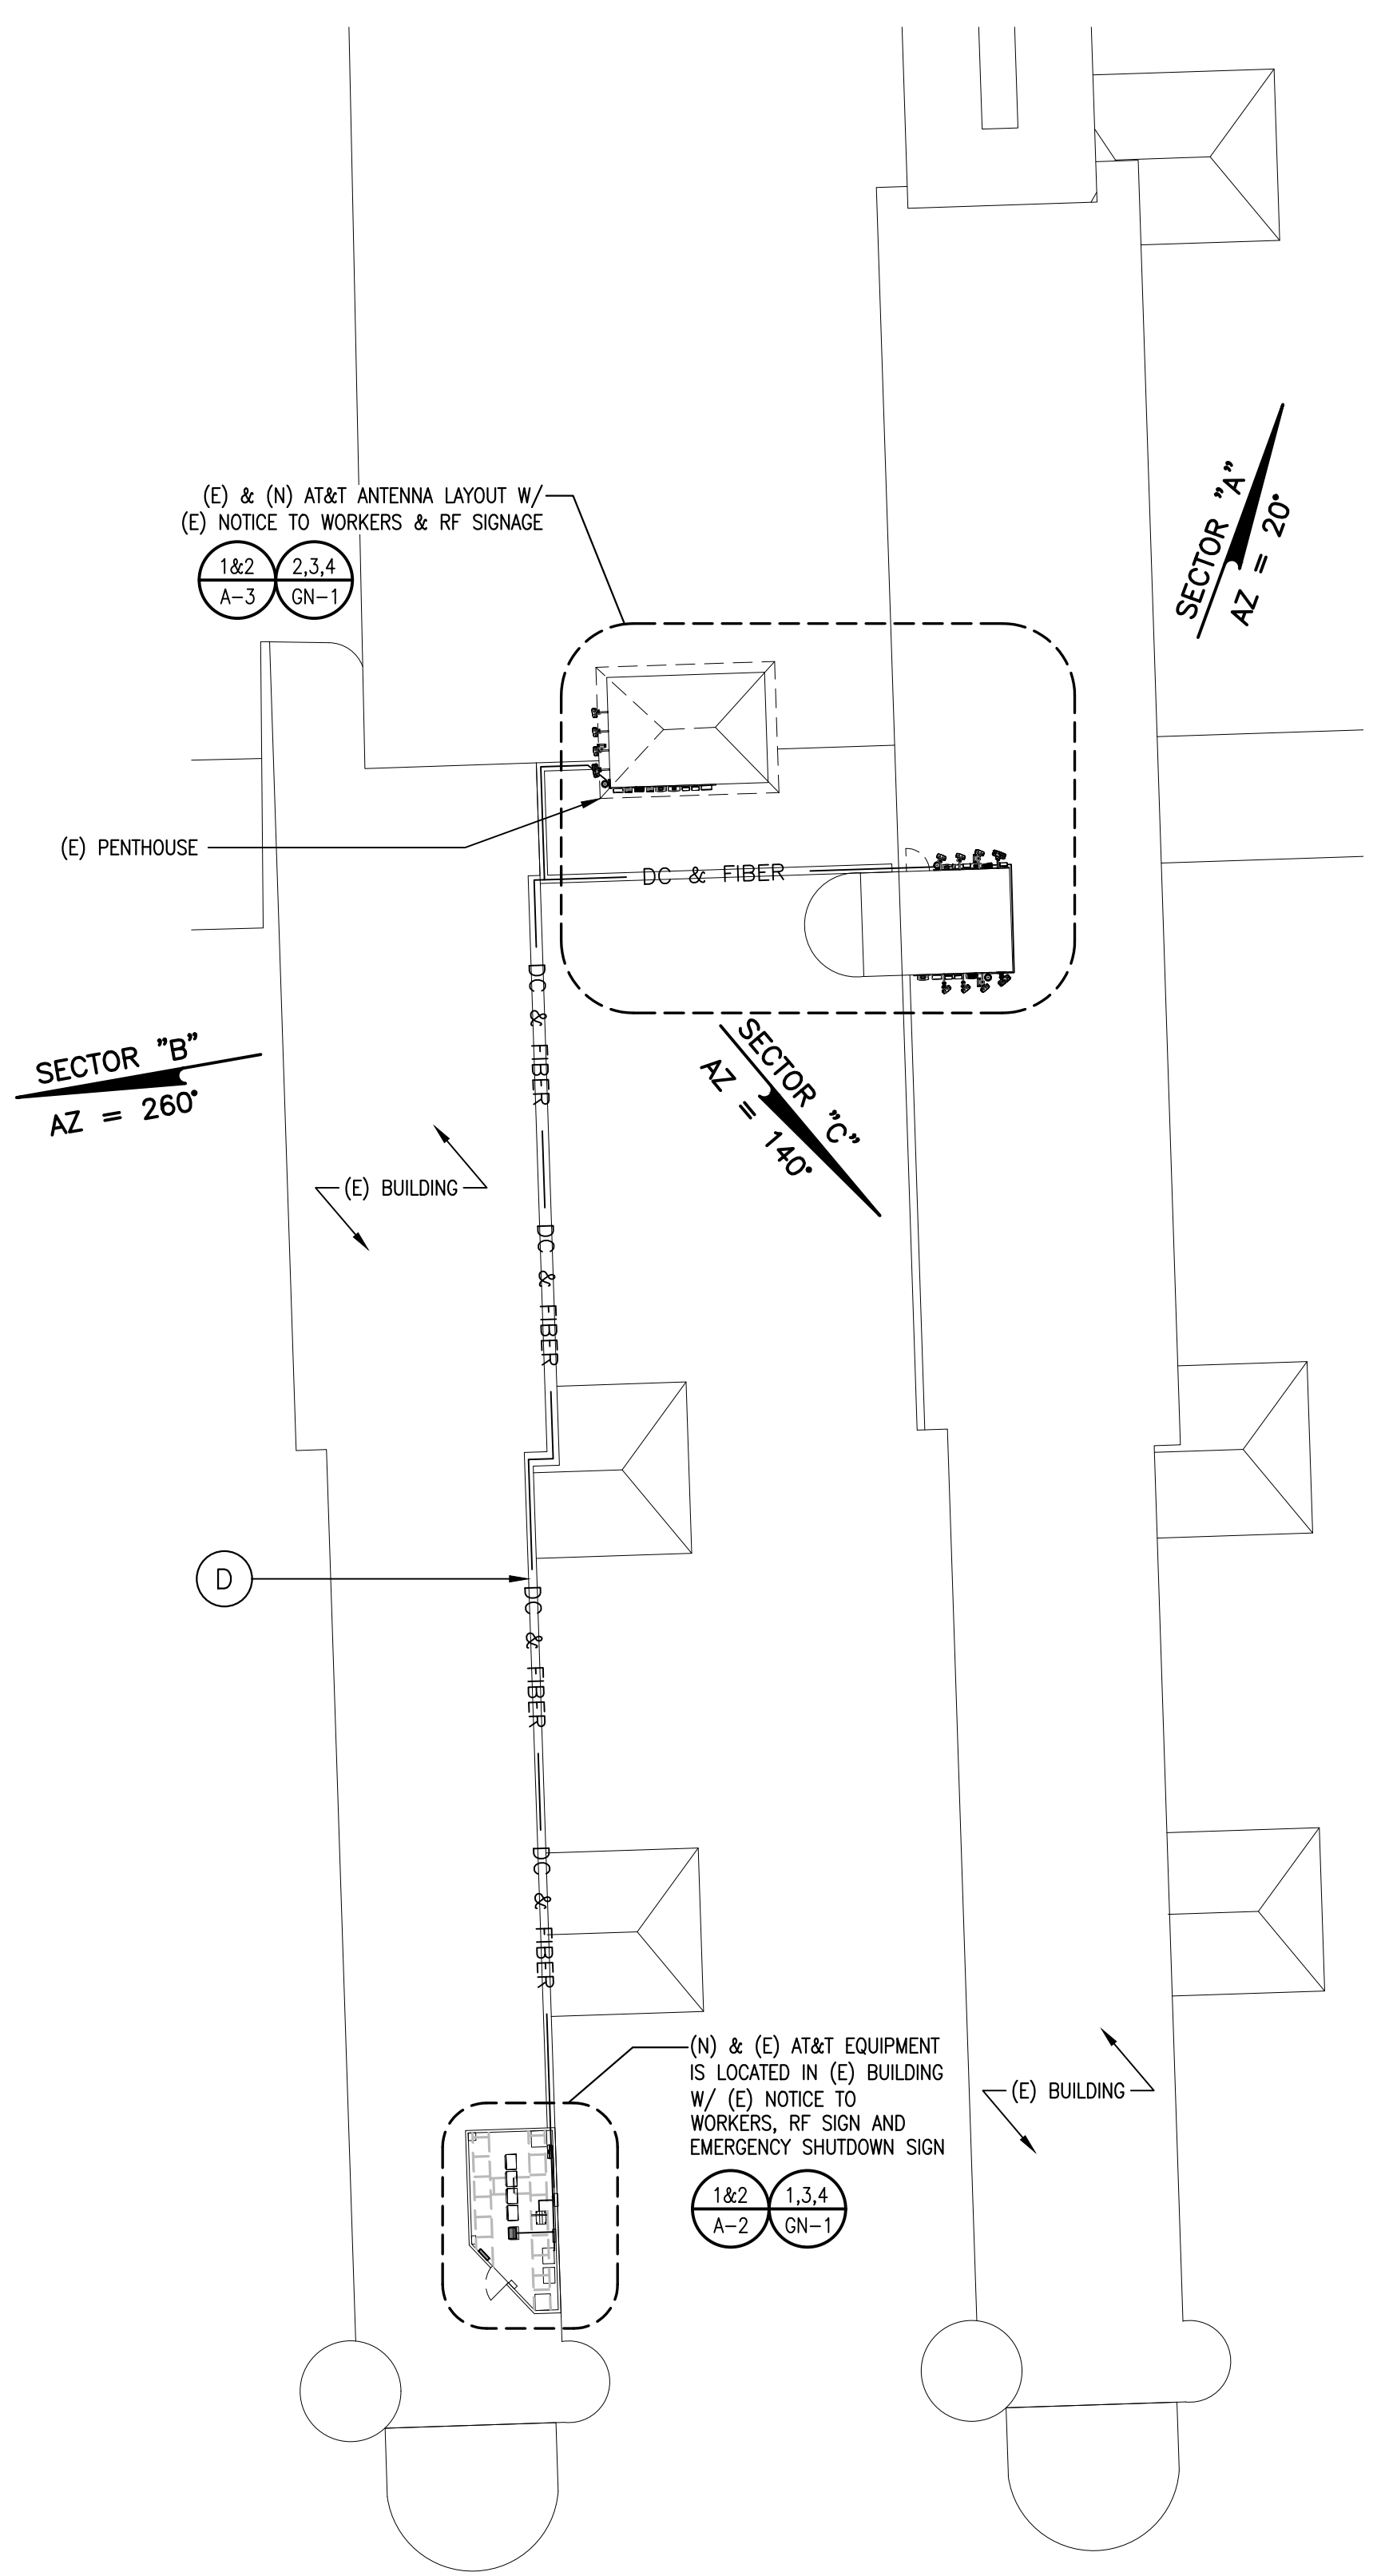 (E) & (N) AT&T ANTENNA LAYOUT W/
(E) NOTICE TO WORKERS & RF SIGNAGE
1&2
A-3
2,3,4
GN-1
SECTOR "A"
AZ = 20°
(E) PENTHOUSE
DC & FIBER
DC & FIBER
SECTOR "B"
AZ = 260°
SECTOR "C"
AZ = 140°
(E) BUILDING
DC & FIBER
D
DC & FIBER
DC & FIBER
(N) & (E) AT&T EQUIPMENT
IS LOCATED IN (E) BUILDING
W/ (E) NOTICE TO
WORKERS, RF SIGN AND
EMERGENCY SHUTDOWN SIGN
1&2
A-2
1,3,4
GN-1
(E) BUILDING